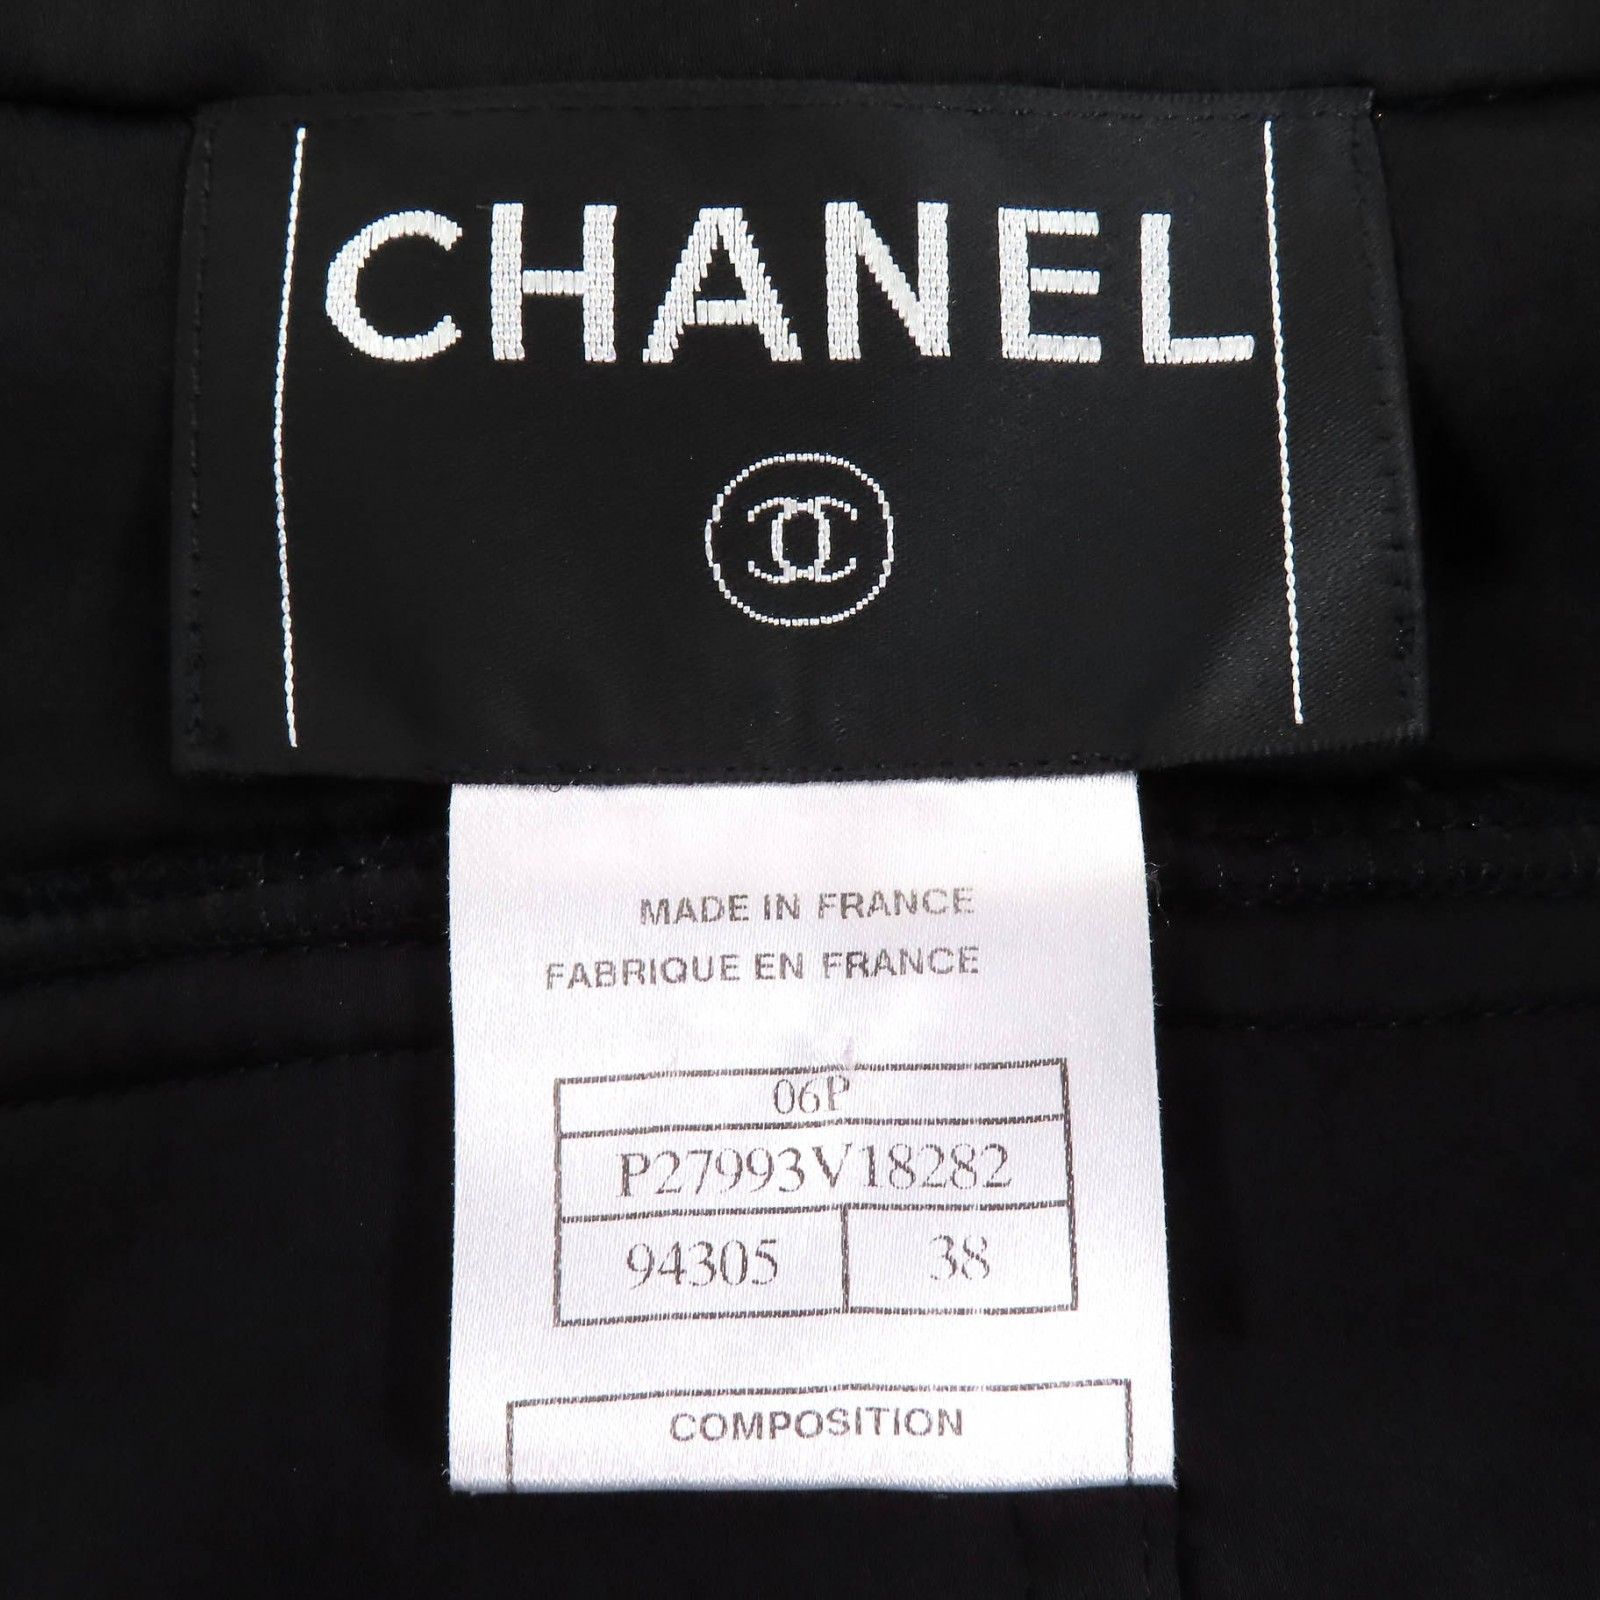 CHANEL
MADE IN FRANCE
FABRIQUE EN FRANCE
06P
P27993V18282
94305 38
COMPOSITION